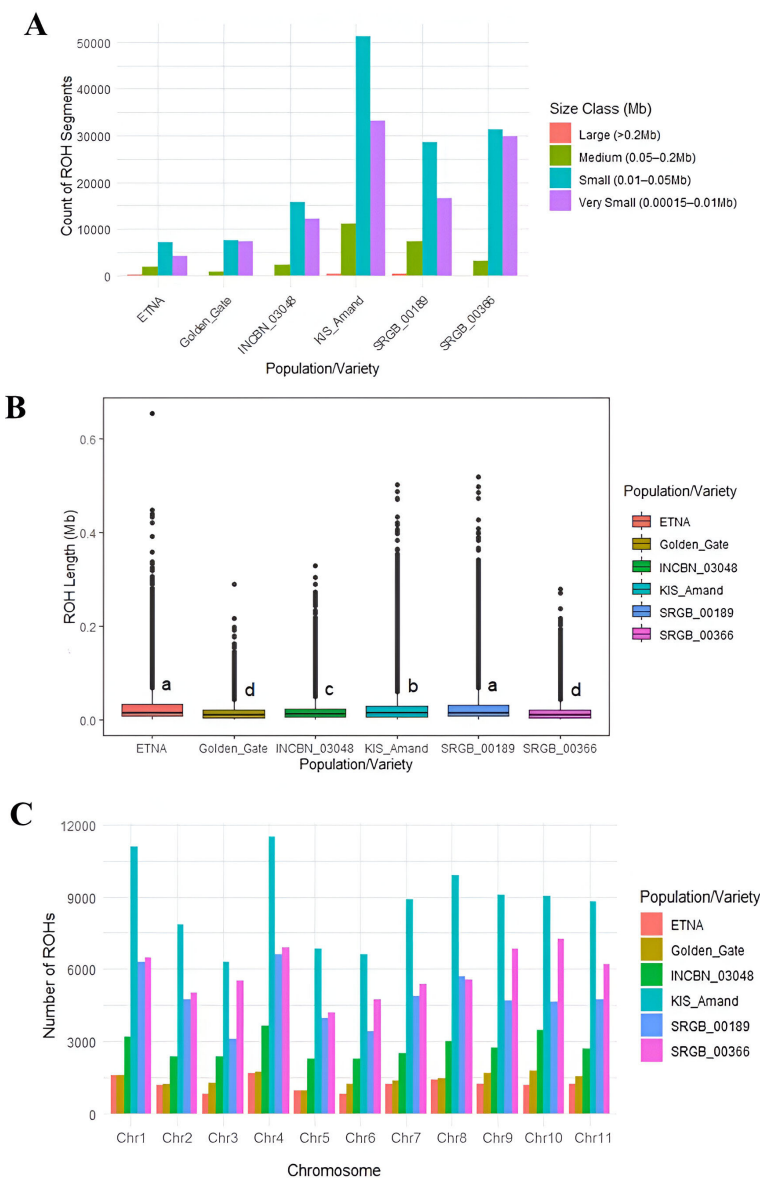 A
50000
40000
30000
20000
10000
0
Count of ROH Segments
ETNA
Golden_Gate
INCBN_03048
KIS_Amand
SRGB_00189
SRGB_00366
Population/Variety
Size Class (Mb)
Large (>0.2Mb)
Medium (0.05–0.2Mb)
Small (0.01–0.05Mb)
Very Small (0.00015–0.01Mb)
B
0.6
0.4
0.2
0.0
ROH Length (Mb)
a
d
c
b
a
d
ETNA
Golden_Gate
INCBN_03048
KIS_Amand
SRGB_00189
SRGB_00366
Population/Variety
Population/Variety
ETNA
Golden_Gate
INCBN_03048
KIS_Amand
SRGB_00189
SRGB_00366
C
12000
9000
6000
3000
0
Number of ROHs
Chr1
Chr2
Chr3
Chr4
Chr5
Chr6
Chr7
Chr8
Chr9
Chr10
Chr11
Chromosome
Population/Variety
ETNA
Golden_Gate
INCBN_03048
KIS_Amand
SRGB_00189
SRGB_00366